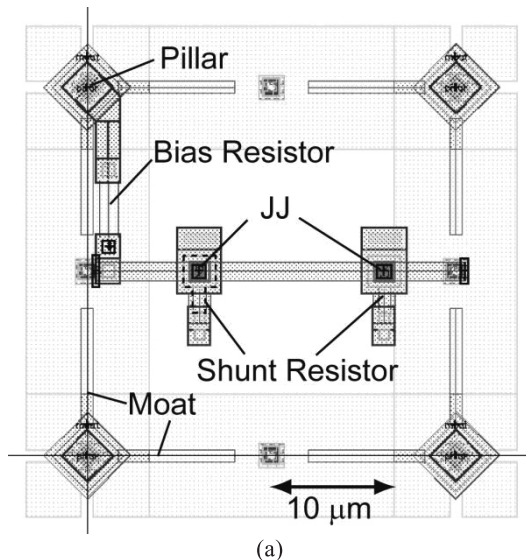 Pillar
Bias Resistor
JJ
Shunt Resistor
Moat
10 μm
(a)